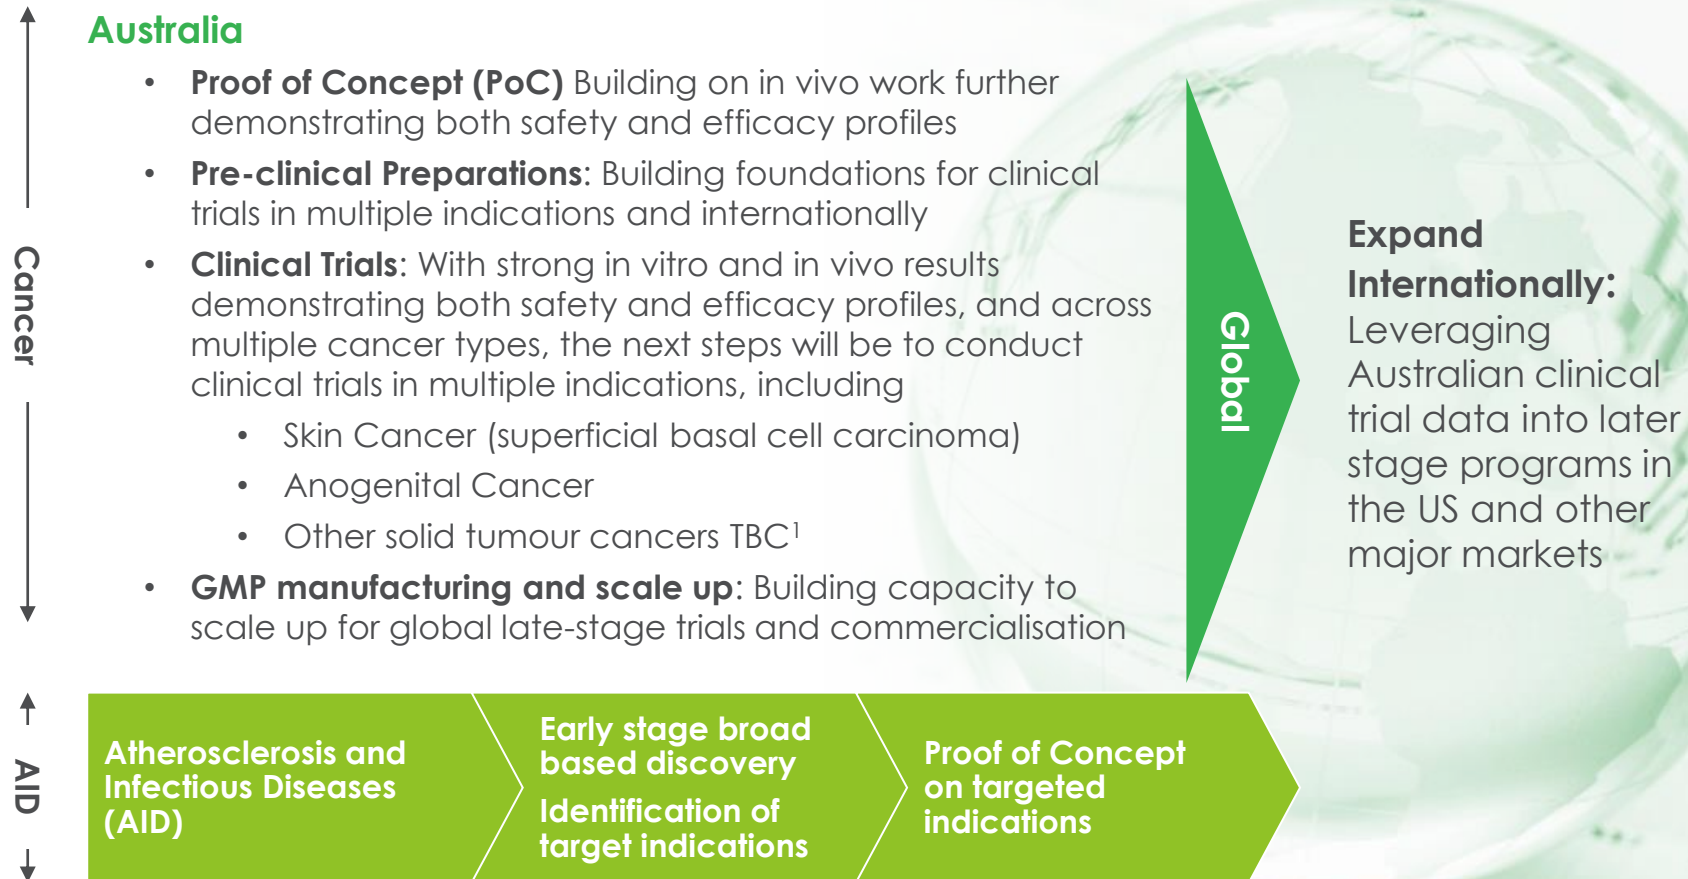 Australia
• Proof of Concept (PoC) Building on in vivo work further
demonstrating both safety and efficacy profiles
• Pre-clinical Preparations: Building foundations for clinical
trials in multiple indications and internationally
• Clinical Trials: With strong in vitro and in vivo results
demonstrating both safety and efficacy profiles, and across
multiple cancer types, the next steps will be to conduct
clinical trials in multiple indications, including
• Skin Cancer (superficial basal cell carcinoma)
• Anogenital Cancer
• Other solid tumour cancers TBC¹
• GMP manufacturing and scale up: Building capacity to
scale up for global late-stage trials and commercialisation
Cancer
Global
Expand
Internationally:
Leveraging
Australian clinical
trial data into later
stage programs in
the US and other
major markets
AID
Atherosclerosis and
Infectious Diseases
(AID)
Early stage broad
based discovery
Identification of
target indications
Proof of Concept
on targeted
indications